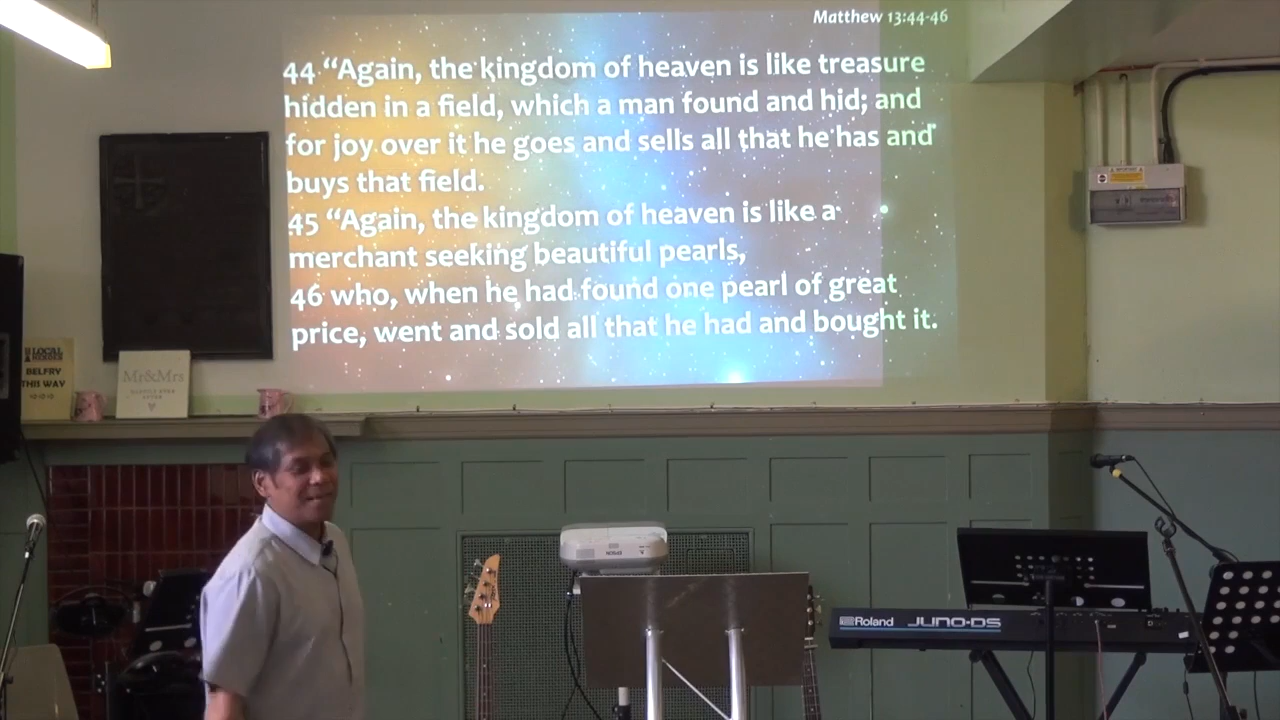 Matthew 13:44-46
44 “Again, the kingdom of heaven is like treasure
hidden in a field, which a man found and hid; and
for joy over it he goes and sells all that he has and
buys that field.
45 “Again, the kingdom of heaven is like a
merchant seeking beautiful pearls,
46 who, when he had found one pearl of great
price, went and sold all that he had and bought it.
LOCAL
BELFRY
THIS WAY
Mr&Mrs
EPSON
Roland JUNO-DS